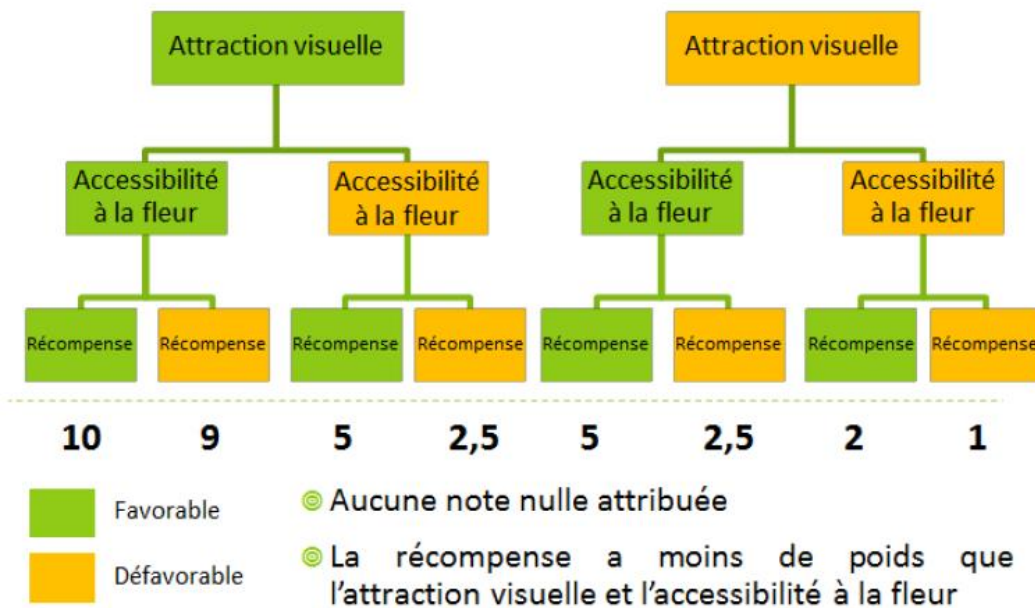 Attraction visuelle
Attraction visuelle
Accessibilité
à la fleur
Accessibilité
à la fleur
Accessibilité
à la fleur
Accessibilité
à la fleur
Récompense
Récompense
Récompense
Récompense
Récompense
Récompense
Récompense
Récompense
10 9 5 2,5 5 2,5 2 1
Favorable
Défavorable
Aucune note nulle attribuée
La récompense a moins de poids que
l'attraction visuelle et l'accessibilité à la fleur